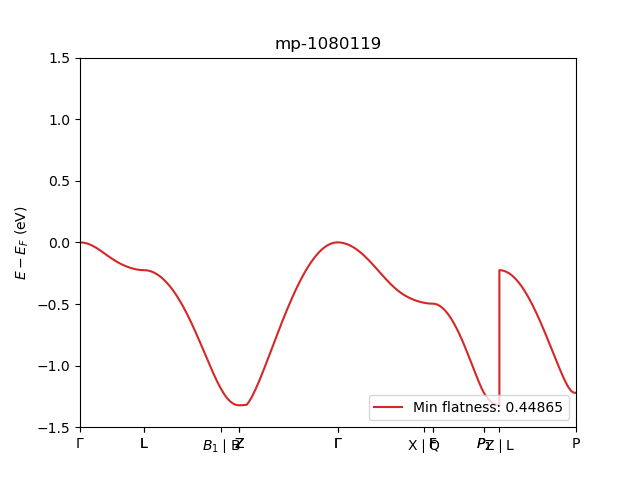 mp-1080119
1.5
1.0
0.5
0.0
−0.5
−1.0
−1.5
E − E_F (eV)
Min flatness: 0.44865
Γ L B₁ | B Z Γ X | Q F P₁ Z | L P